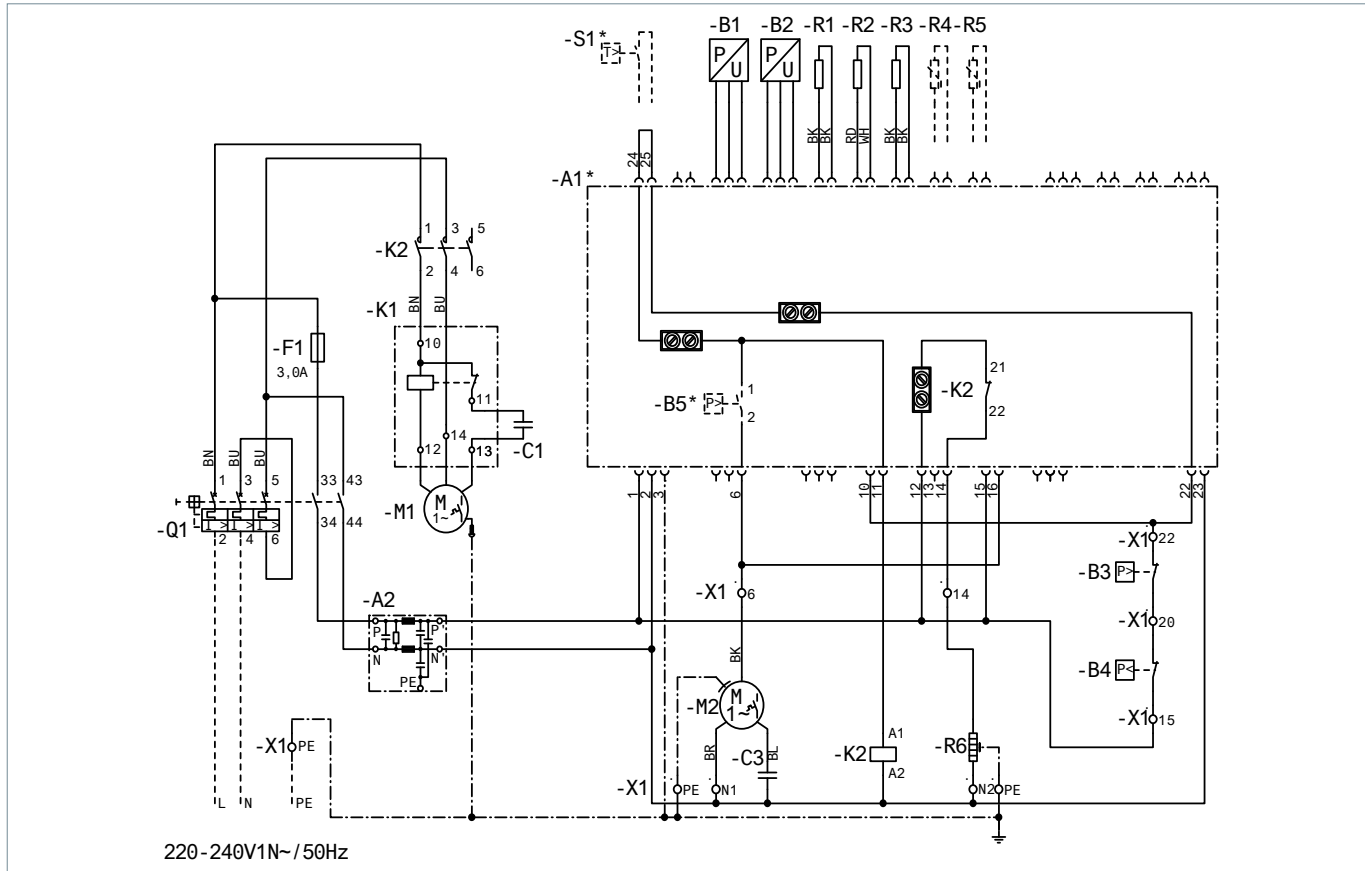 -S1*
T>
-B1 -B2 -R1 -R2 -R3 -R4 -R5
P U
P U
BK BK
RD WH
BK BK
24 25
-A1*
1 3 5
-K2
2 4 6
BN BU
-K1
10
11
12 14 13
-C1
-F1
3,0A
-M1
M
1~
BN BU BU
1 3 5 33 43
-Q1
I> I> I>
2 4 6 34 44
-A2
P P'
N N'
PE
-X1 PE
L N PE
-B5* P>
1
2
-K2
21
22
1 2 3 6 10 11 12 13 14 15 16 22 23
-X1 6
14
-X1 22
-B3 P>
-X1 20
-B4 P<
-X1 15
BK
-M2
M
1~
BR BL
-C3
-K2
A1
A2
-R6
-X1 PE N1 N2 PE
220-240V1N~/50Hz